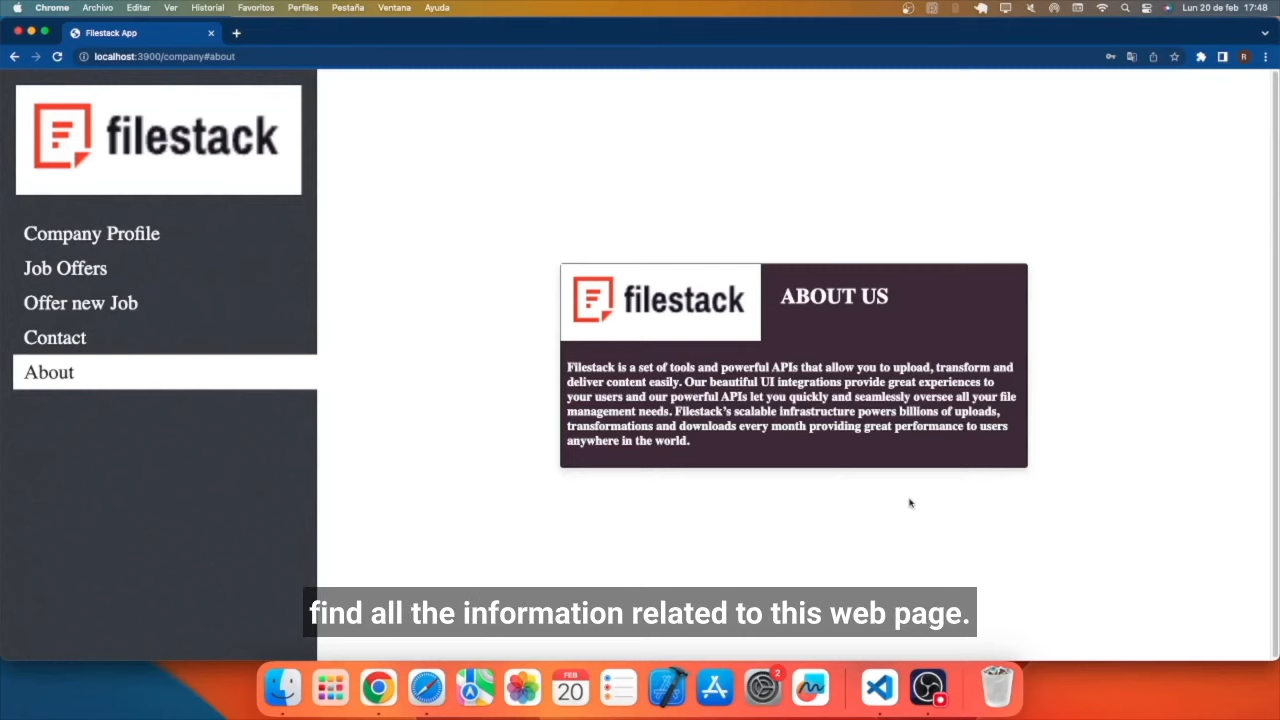 Chrome Archivo Editar Ver Historial Favoritos Perfiles Pestaña Ventana Ayuda Lun 20 de feb 17:48
Filestack App
localhost:3900/company#about
R
filestack
Company Profile
Job Offers
Offer new Job
Contact
About
filestack
ABOUT US
Filestack is a set of tools and powerful APIs that allow you to upload, transform and
deliver content easily. Our beautiful UI integrations provide great experiences to
your users and our powerful APIs let you quickly and seamlessly oversee all your file
management needs. Filestack's scalable infrastructure powers billions of uploads,
transformations and downloads every month providing great performance to users
anywhere in the world.
find all the information related to this web page.
FEB
20
2